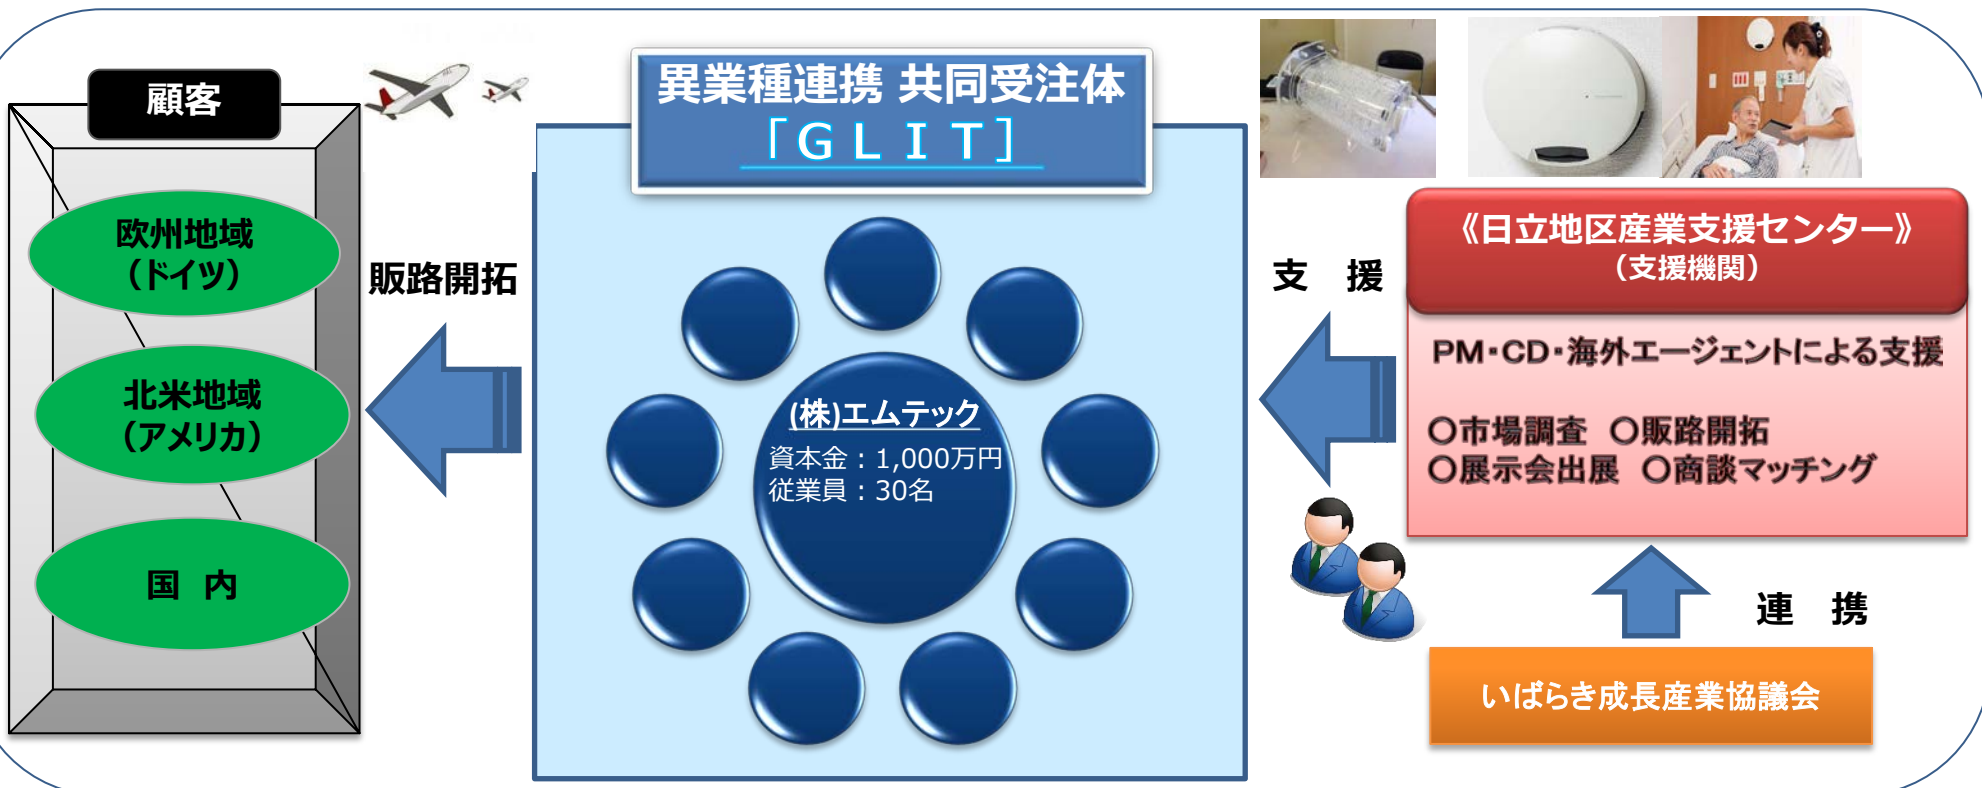 顧客
欧州地域
（ドイツ）
北米地域
（アメリカ）
国　内
販路開拓
異業種連携 共同受注体
「ＧＬＩＴ］
(株)エムテック
資本金：1,000万円
従業員：30名
支　援
《日立地区産業支援センター》
（支援機関）
PM・CD・海外エージェントによる支援
○市場調査　○販路開拓
○展示会出展　○商談マッチング
連　携
いばらき成長産業協議会